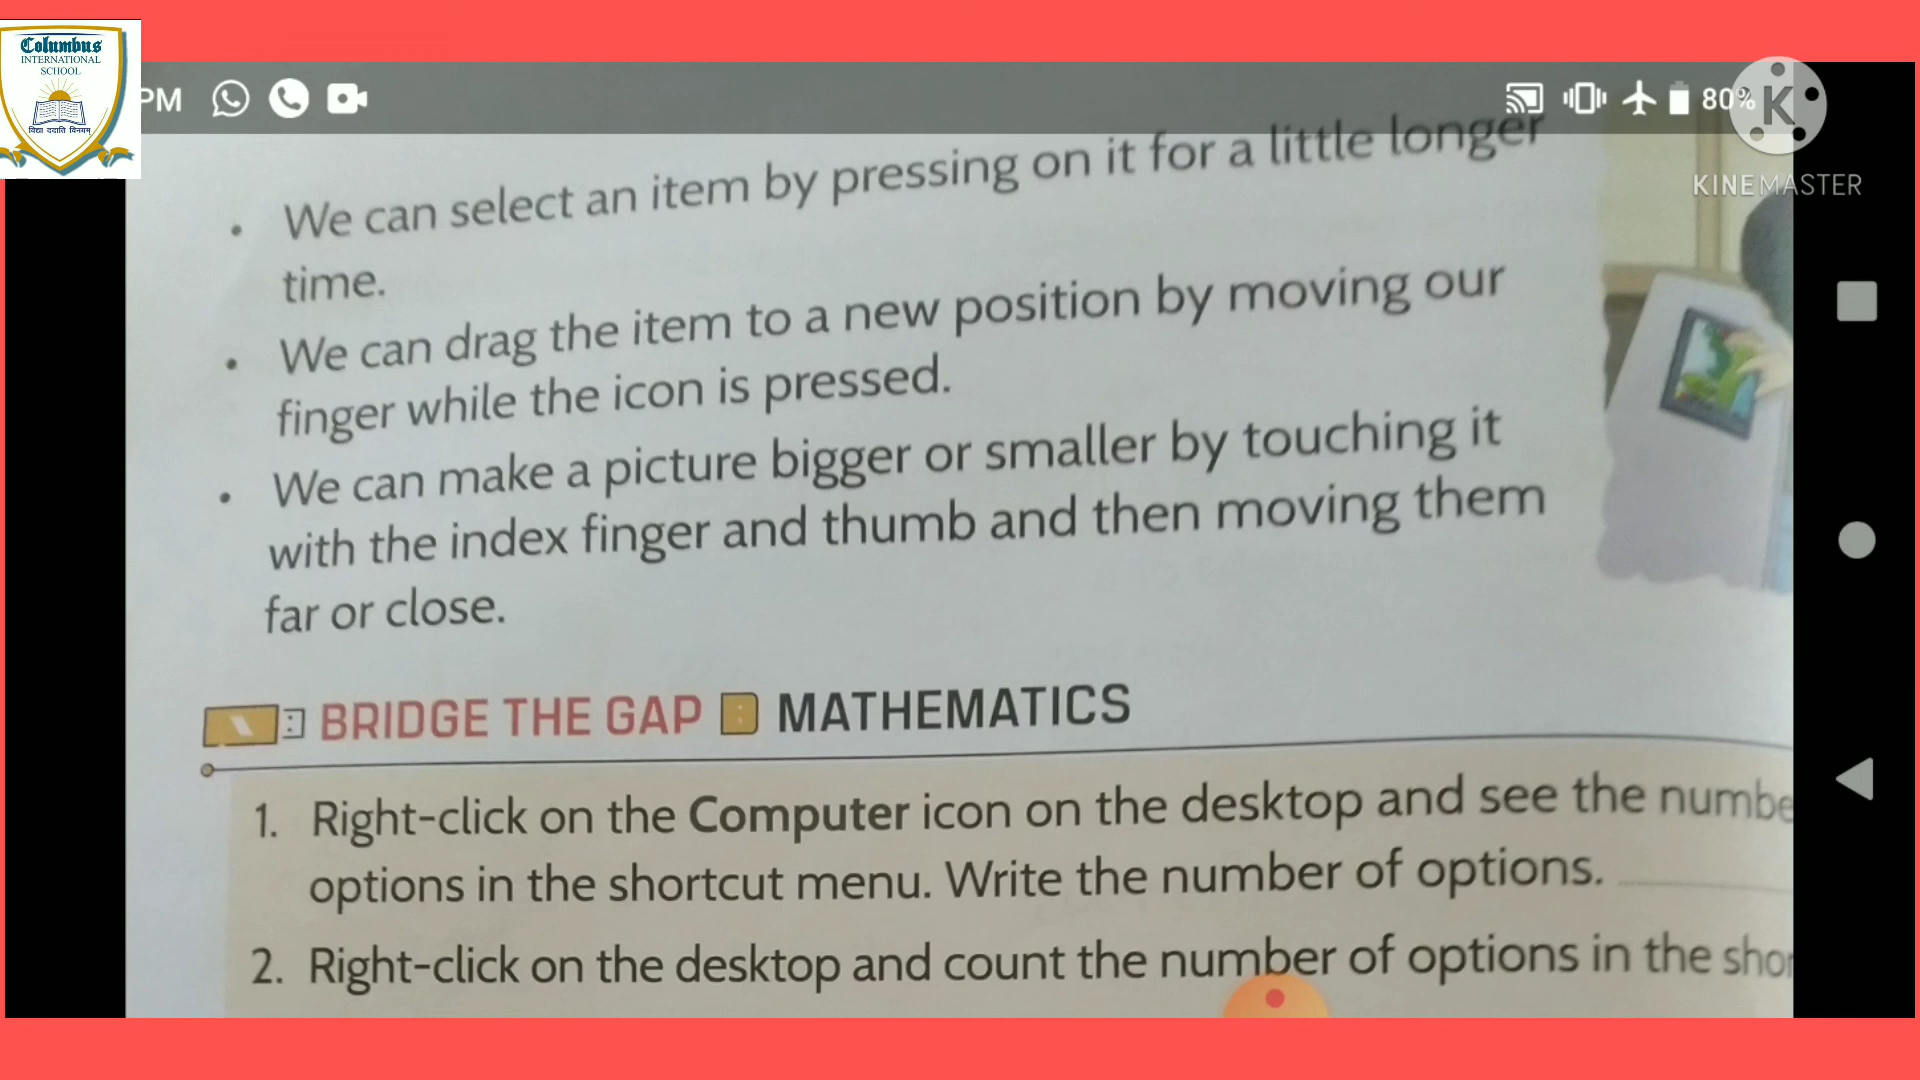 Columbus
INTERNATIONAL
SCHOOL
विद्या ददाति विनयम्
PM
80%
K
KINEMASTER
• We can select an item by pressing on it for a little longer
time.
• We can drag the item to a new position by moving our
finger while the icon is pressed.
• We can make a picture bigger or smaller by touching it
with the index finger and thumb and then moving them
far or close.
BRIDGE THE GAP : MATHEMATICS
1. Right-click on the Computer icon on the desktop and see the numbe
options in the shortcut menu. Write the number of options.
2. Right-click on the desktop and count the number of options in the shor